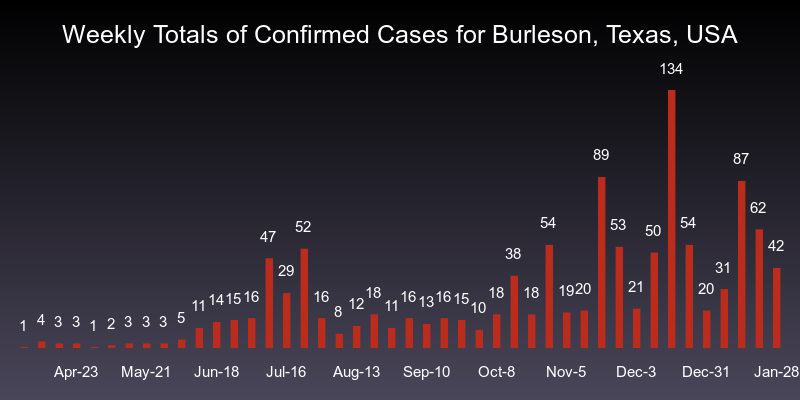 Weekly Totals of Confirmed Cases for Burleson, Texas, USA
1 4 3 3 1 2 3 3 3 5 11 14 15 16 47 29 52 16 8 12 18 11 16 13 16 15 10 18 38 18 54 19 20 89 53 21 50 134 54 20 31 87 62 42
Apr-23 May-21 Jun-18 Jul-16 Aug-13 Sep-10 Oct-8 Nov-5 Dec-3 Dec-31 Jan-28